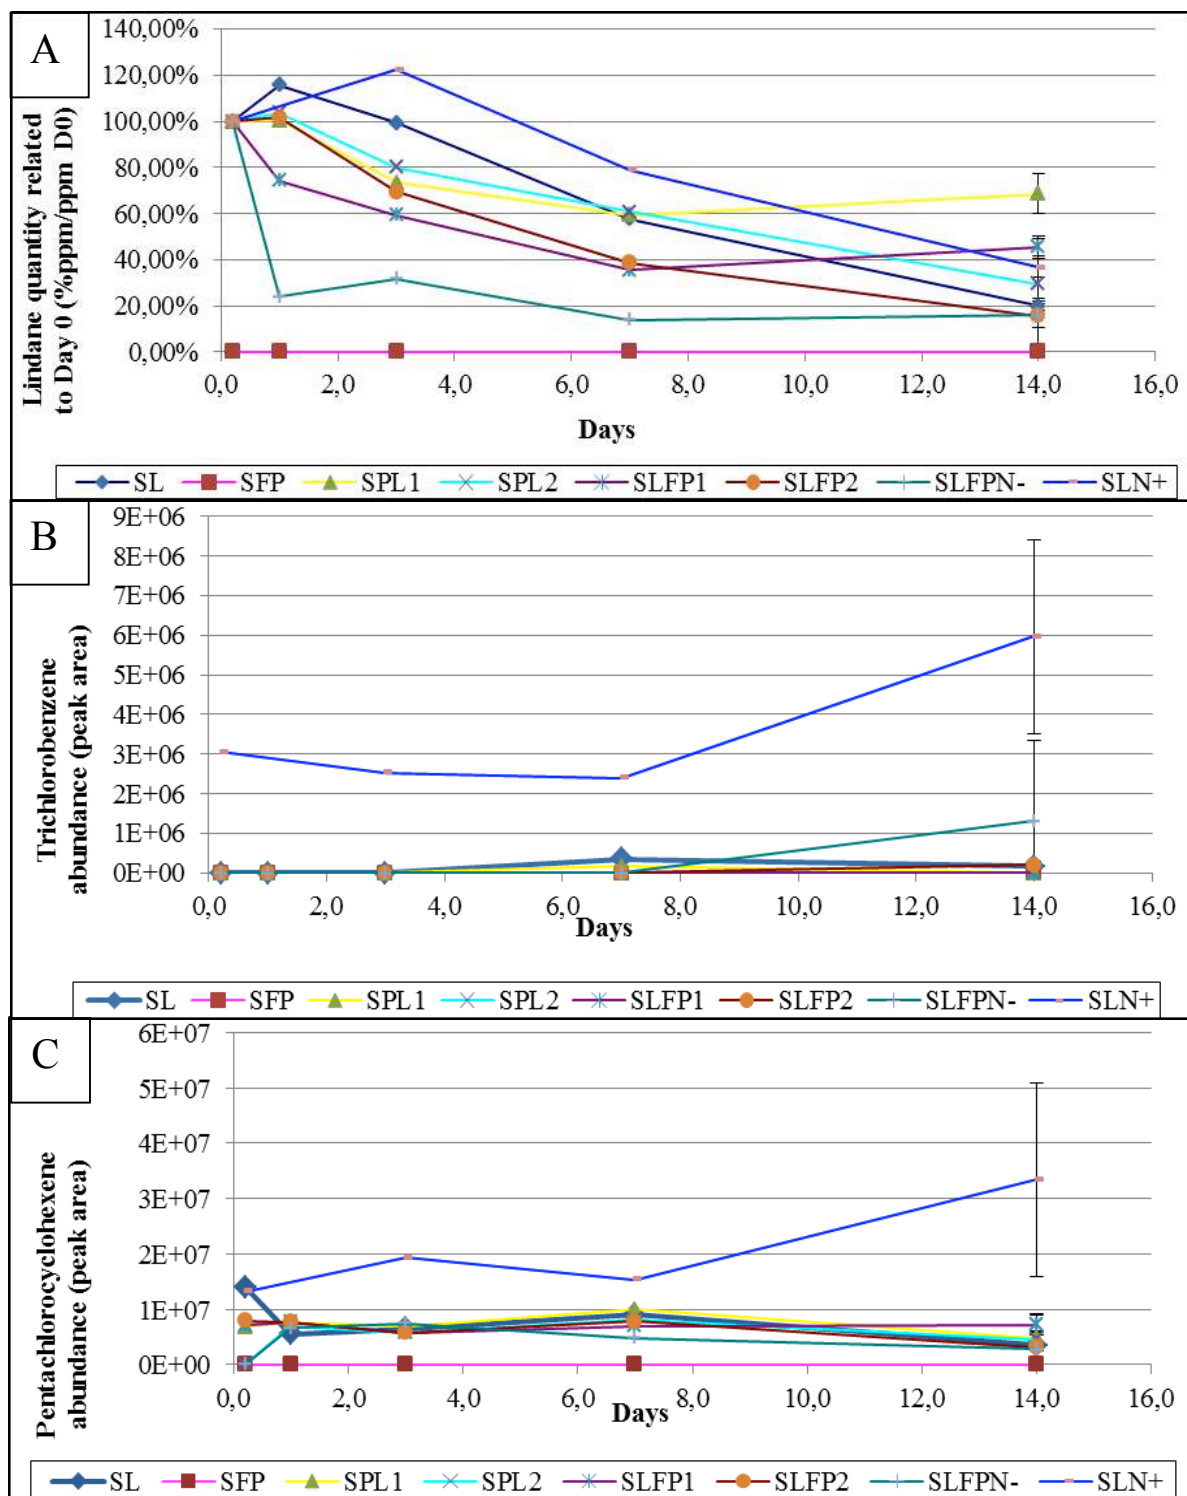 A
Lindane quantity related
to Day 0 (%ppm/ppm D0)
140,00%
120,00%
100,00%
80,00%
60,00%
40,00%
20,00%
0,00%
0,0 2,0 4,0 6,0 8,0 10,0 12,0 14,0 16,0
Days
SL SFP SPL1 SPL2 SLFP1 SLFP2 SLFPN- SLN+
B
Trichlorobenzene
abundance (peak area)
9E+06
8E+06
7E+06
6E+06
5E+06
4E+06
3E+06
2E+06
1E+06
0E+00
0,0 2,0 4,0 6,0 8,0 10,0 12,0 14,0 16,0
Days
SL SFP SPL1 SPL2 SLFP1 SLFP2 SLFPN- SLN+
C
Pentachlorocyclohexene
abundance (peak area)
6E+07
5E+07
4E+07
3E+07
2E+07
1E+07
0E+00
0,0 2,0 4,0 6,0 8,0 10,0 12,0 14,0 16,0
Days
SL SFP SPL1 SPL2 SLFP1 SLFP2 SLFPN- SLN+